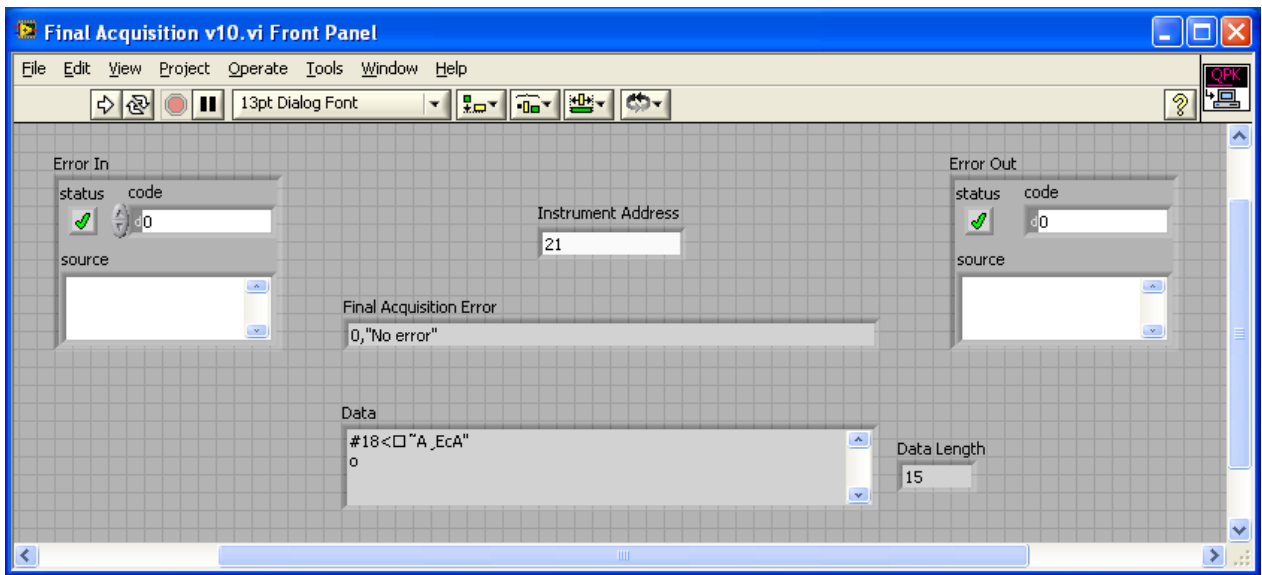 Final Acquisition v10.vi Front Panel
File Edit View Project Operate Tools Window Help
QPK
13pt Dialog Font
?
Error In
status code
d 0
source
Instrument Address
21
Final Acquisition Error
0,"No error"
Data
#18<□˜A¸EcA"
o
Data Length
15
Error Out
status code
d 0
source